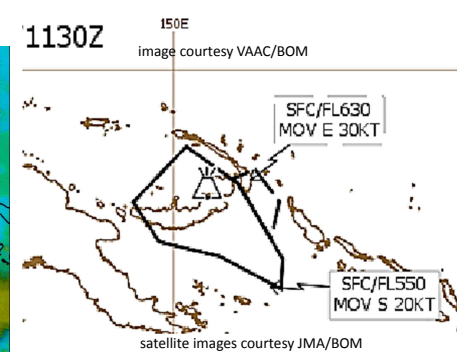 150E
1130Z
image courtesy VAAC/BOM
SFC/FL630
MOV E 30KT
SFC/FL550
MOV S 20KT
satellite images courtesy JMA/BOM